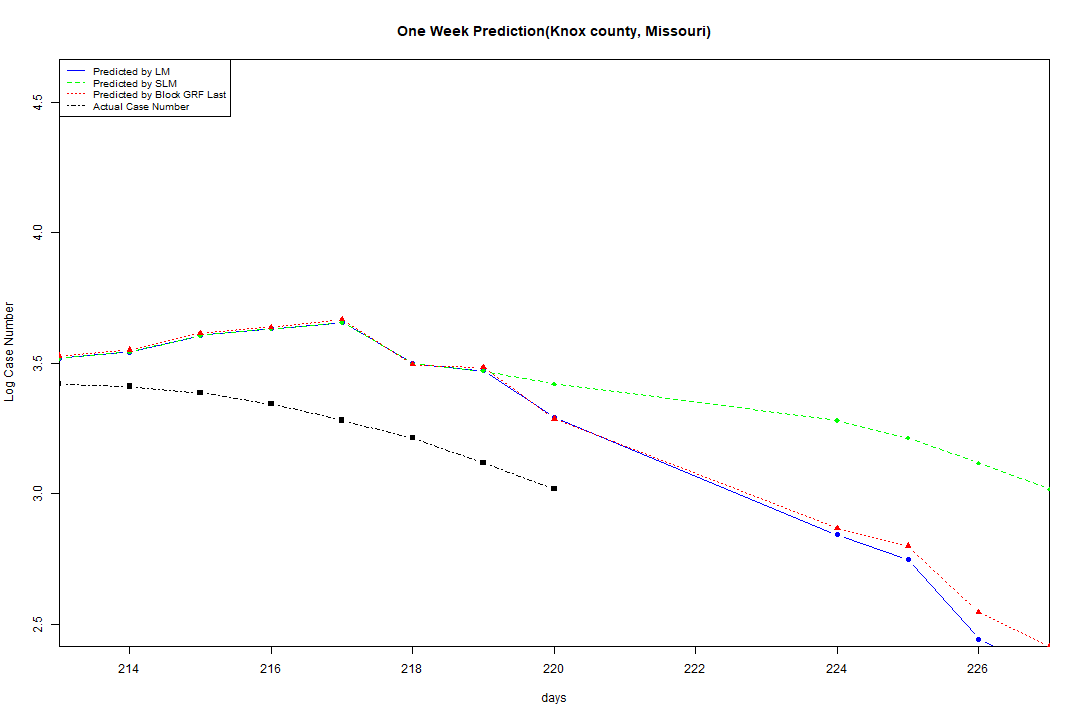 One Week Prediction(Knox county, Missouri)
Predicted by LM
Predicted by SLM
Predicted by Block GRF Last
Actual Case Number
Log Case Number
4.5
4.0
3.5
3.0
2.5
214 216 218 220 222 224 226
days